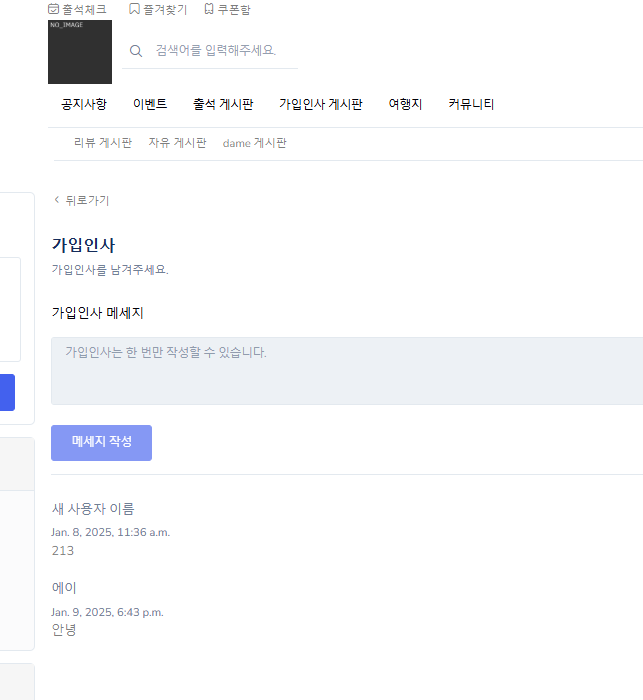 출석체크 즐겨찾기 쿠폰함
NO_IMAGE
검색어를 입력해주세요.
공지사항 이벤트 출석 게시판 가입인사 게시판 여행지 커뮤니티
리뷰 게시판 자유 게시판 dame 게시판
뒤로가기
가입인사
가입인사를 남겨주세요.
가입인사 메세지
가입인사는 한 번만 작성할 수 있습니다.
메세지 작성
새 사용자 이름
Jan. 8, 2025, 11:36 a.m.
213
에이
Jan. 9, 2025, 6:43 p.m.
안녕